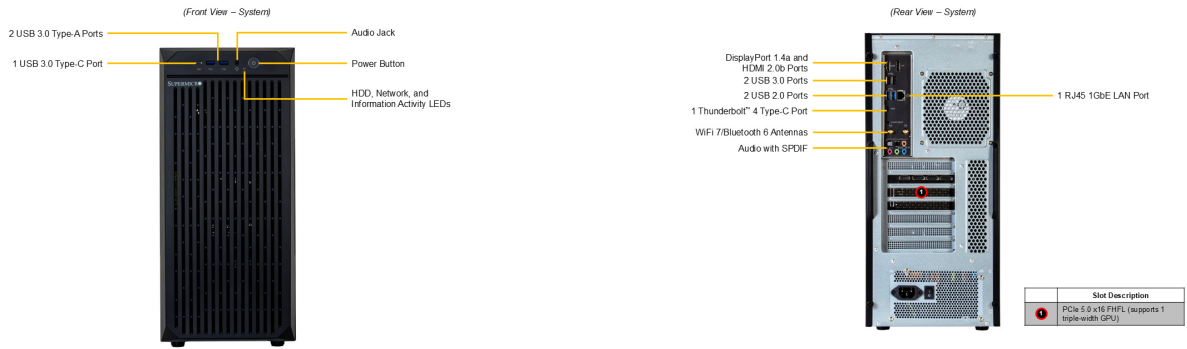 (Front View – System)
2 USB 3.0 Type-A Ports
1 USB 3.0 Type-C Port
Audio Jack
Power Button
HDD, Network, and
Information Activity LEDs
SUPERMICRO
(Rear View – System)
DisplayPort 1.4a and
HDMI 2.0b Ports
2 USB 3.0 Ports
2 USB 2.0 Ports
1 Thunderbolt™ 4 Type-C Port
WiFi 7/Bluetooth 6 Antennas
Audio with SPDIF
1 RJ45 1GbE LAN Port
1
Slot Description
1 PCIe 5.0 x16 FHFL (supports 1
triple-width GPU)